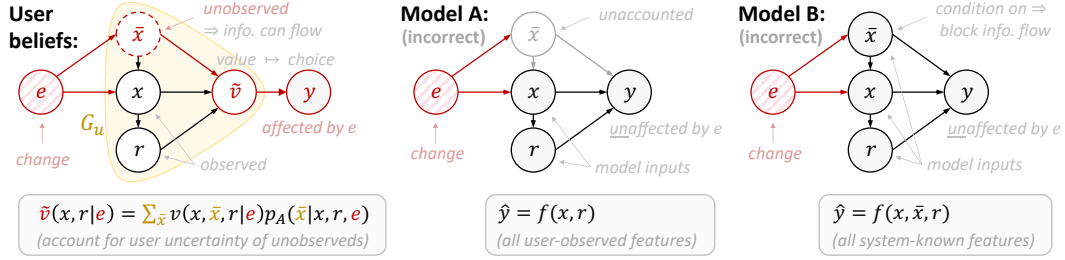 User
beliefs:
unobserved
⇒ info. can flow
value ↦ choice
x̄
e
x
ṽ
y
G_u
r
affected by e
change
observed
ṽ(x, r|e) = ∑_x̄ v(x, x̄, r|e)p_A(x̄|x, r, e)
(account for user uncertainty of unobserveds)
Model A:
(incorrect)
unaccounted
x̄
e
x
y
r
unaffected by e
change
model inputs
ŷ = f(x, r)
(all user-observed features)
Model B:
(incorrect)
condition on ⇒
block info. flow
x̄
e
x
y
r
unaffected by e
change
model inputs
ŷ = f(x, x̄, r)
(all system-known features)